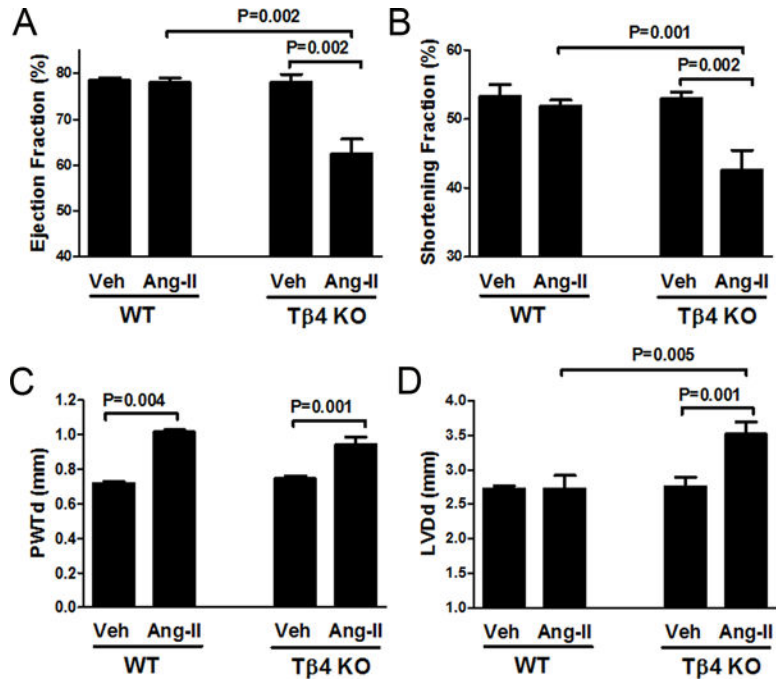 A
P=0.002
P=0.002
Ejection Fraction (%)
80
70
60
50
40
Veh Ang-II Veh Ang-II
WT Tβ4 KO
B
P=0.001
P=0.002
Shortening Fraction (%)
60
50
40
30
Veh Ang-II Veh Ang-II
WT Tβ4 KO
C
P=0.004
P=0.001
PWTd (mm)
1.2
1.0
0.8
0.6
0.4
0.2
0.0
Veh Ang-II Veh Ang-II
WT Tβ4 KO
D
P=0.005
P=0.001
LVDd (mm)
4.0
3.5
3.0
2.5
2.0
1.5
1.0
Veh Ang-II Veh Ang-II
WT Tβ4 KO